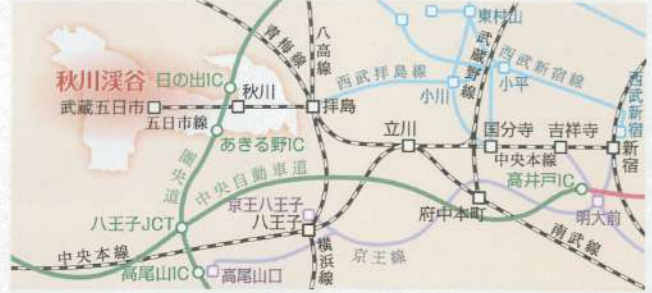 東村山
青梅線
八高線
武蔵野線
西武新宿線
西武新宿
秋川渓谷
日の出IC
西武拝島線
小平
小川
秋川
武蔵五日市
拝島
五日市線
あきる野IC
立川
国分寺
吉祥寺
新宿
中央本線
圏央道
中央自動車道
高井戸IC
京王八王子
八王子
八王子JCT
府中本町
明大前
中央本線
横浜線
京王線
南武線
高尾山IC
高尾山口